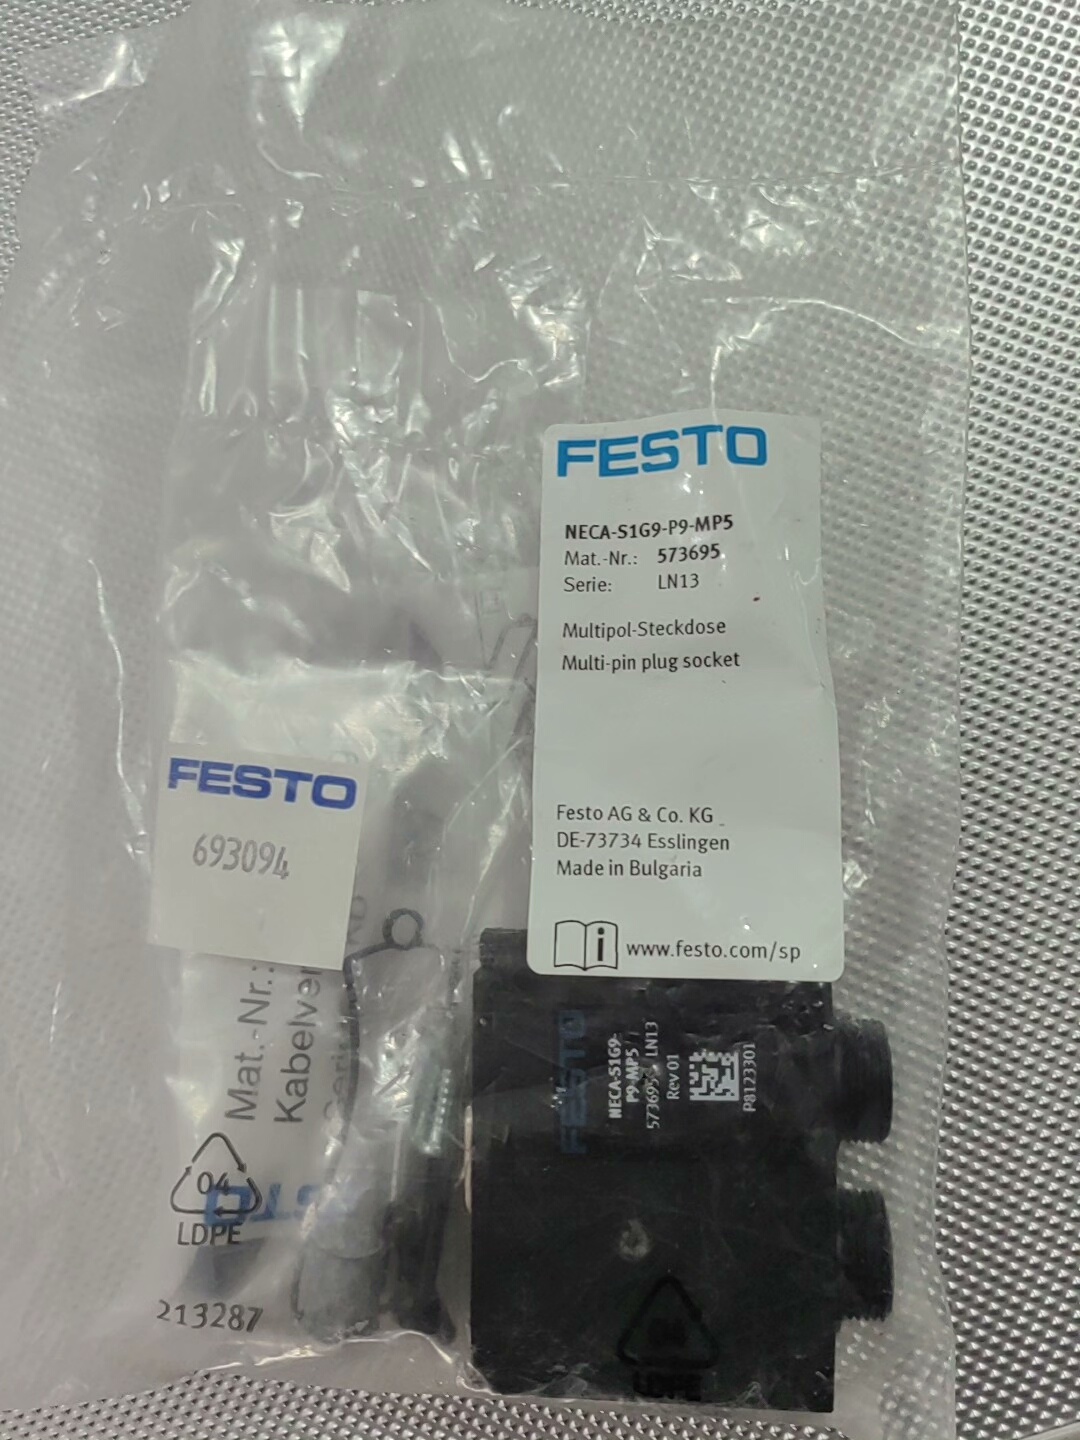 FESTO
NECA-S1G9-P9-MP5
Mat.-Nr.: 573695
Serie: LN13
Multipol-Steckdose
Multi-pin plug socket
Festo AG & Co. KG
DE-73734 Esslingen
Made in Bulgaria
www.festo.com/sp
FESTO
693094
Mat.-Nr.:
04
LDPE
213287
FESTO
NECA-S1G9-
P9-MP5
573695 LN13
Rev 01
P8123301
LDPE